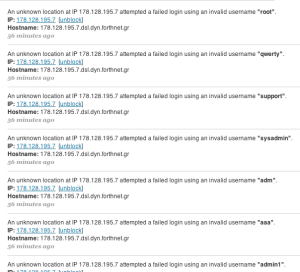 An unknown location at IP 178.128.195.7 attempted a failed login using an invalid username "root".
IP: 178.128.195.7 [unblock]
Hostname: 178.128.195.7.dsl.dyn.forthnet.gr
36 minutes ago
An unknown location at IP 178.128.195.7 attempted a failed login using an invalid username "qwerty".
IP: 178.128.195.7 [unblock]
Hostname: 178.128.195.7.dsl.dyn.forthnet.gr
36 minutes ago
An unknown location at IP 178.128.195.7 attempted a failed login using an invalid username "support".
IP: 178.128.195.7 [unblock]
Hostname: 178.128.195.7.dsl.dyn.forthnet.gr
36 minutes ago
An unknown location at IP 178.128.195.7 attempted a failed login using an invalid username "sysadmin".
IP: 178.128.195.7 [unblock]
Hostname: 178.128.195.7.dsl.dyn.forthnet.gr
36 minutes ago
An unknown location at IP 178.128.195.7 attempted a failed login using an invalid username "adm".
IP: 178.128.195.7 [unblock]
Hostname: 178.128.195.7.dsl.dyn.forthnet.gr
36 minutes ago
An unknown location at IP 178.128.195.7 attempted a failed login using an invalid username "aaa".
IP: 178.128.195.7 [unblock]
Hostname: 178.128.195.7.dsl.dyn.forthnet.gr
36 minutes ago
An unknown location at IP 178.128.195.7 attempted a failed login using an invalid username "admin1".
IP: 178.128.195.7 [unblock]